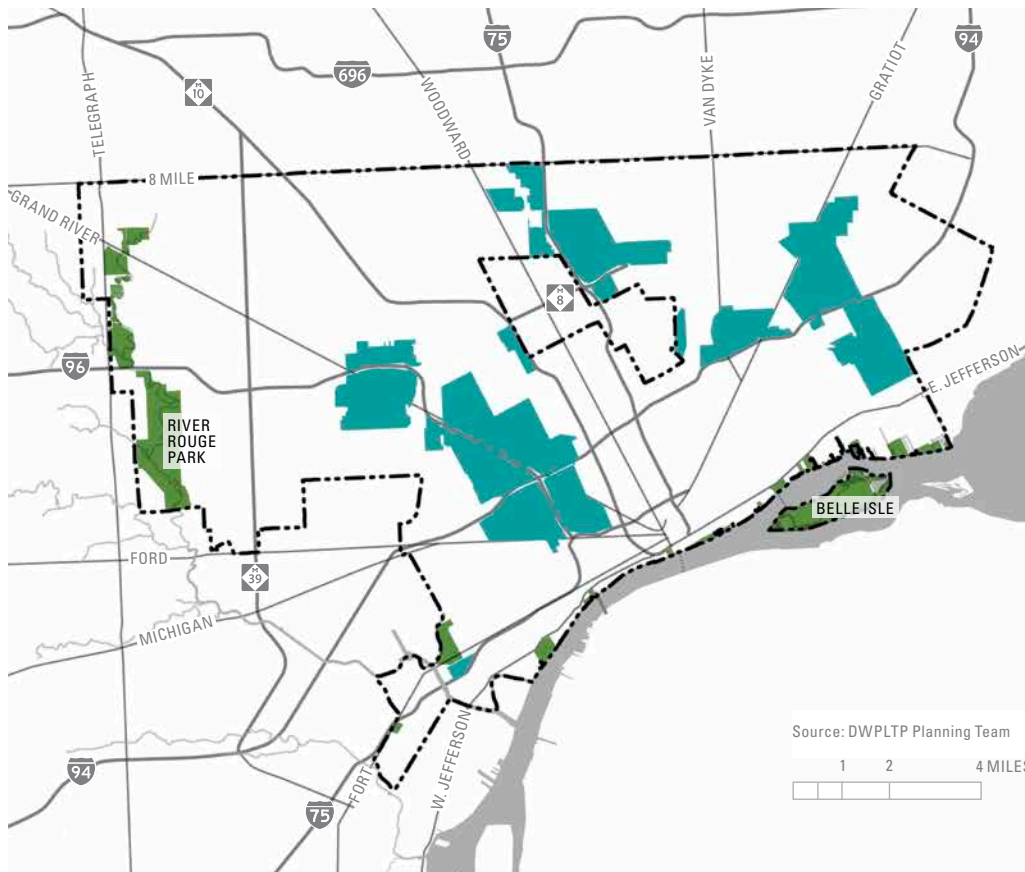 75
94
696
M
10
TELEGRAPH
WOODWARD
VAN DYKE
GRATIOT
8 MILE
GRAND RIVER
M
8
96
E. JEFFERSON
RIVER
ROUGE
PARK
BELLE ISLE
FORD
M
39
MICHIGAN
94
FORT
W. JEFFERSON
75
Source: DWPLTP Planning Team
1 2 4 MILES